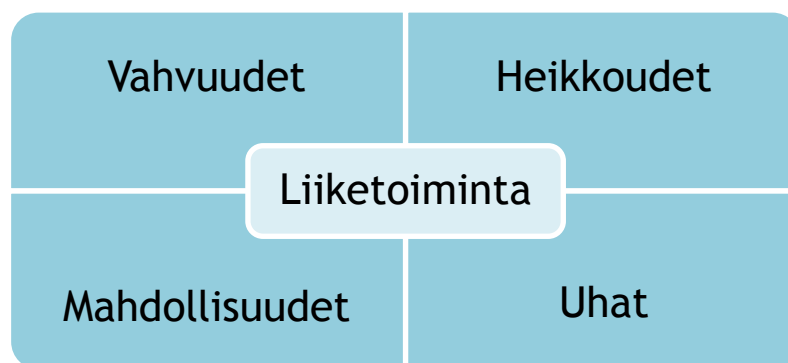 Vahvuudet
Heikkoudet
Liiketoiminta
Mahdollisuudet
Uhat